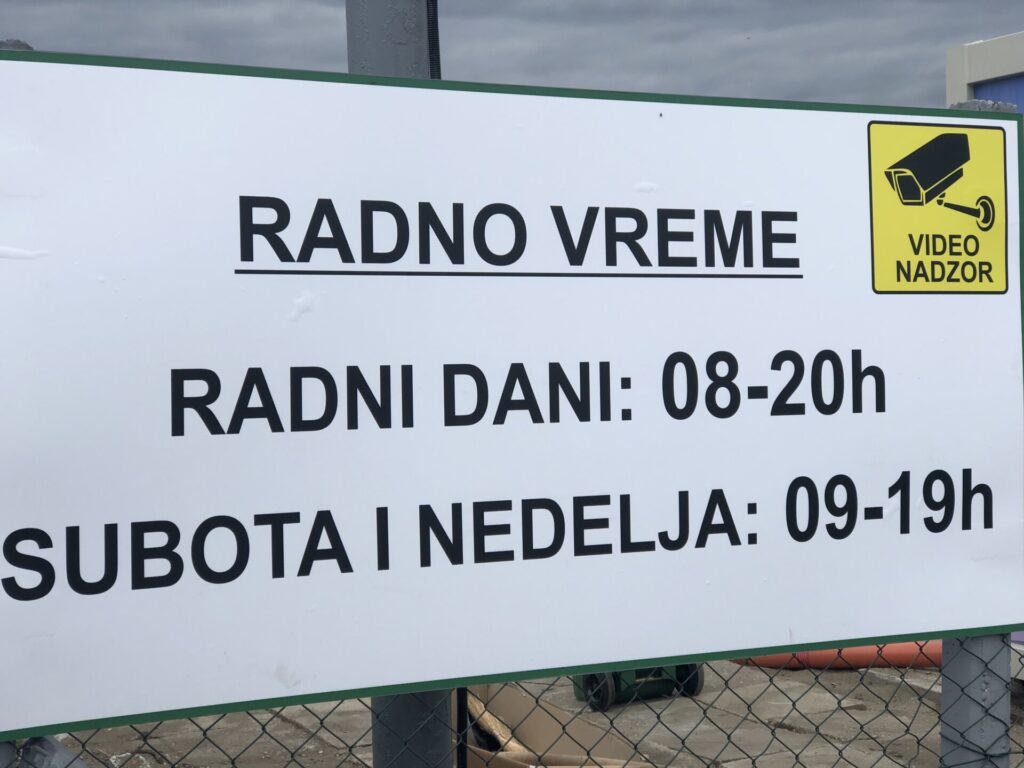 RADNO VREME
VIDEO
NADZOR
RADNI DANI: 08-20h
SUBOTA I NEDELJA: 09-19h